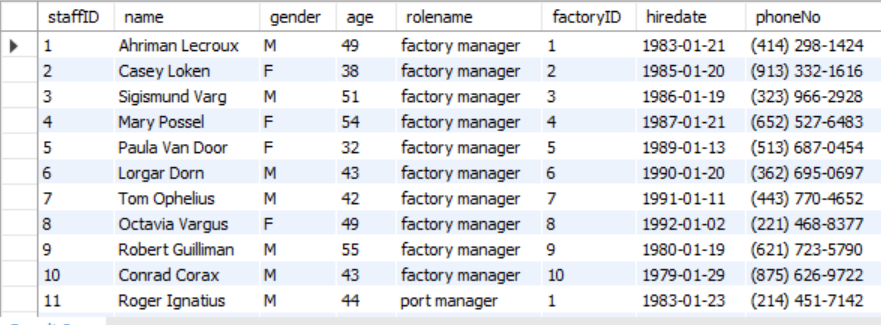 staffID name gender age rolename factoryID hiredate phoneNo
1 Ahriman Lecroux M 49 factory manager 1 1983-01-21 (414) 298-1424
2 Casey Loken F 38 factory manager 2 1985-01-20 (913) 332-1616
3 Sigismund Varg M 51 factory manager 3 1986-01-19 (323) 966-2928
4 Mary Possel F 54 factory manager 4 1987-01-21 (652) 527-6483
5 Paula Van Door F 32 factory manager 5 1989-01-13 (513) 687-0454
6 Lorgar Dorn M 43 factory manager 6 1990-01-20 (362) 695-0697
7 Tom Ophelius M 42 factory manager 7 1991-01-11 (443) 770-4652
8 Octavia Vargus F 49 factory manager 8 1992-01-02 (221) 468-8377
9 Robert Guilliman M 55 factory manager 9 1980-01-19 (621) 723-5790
10 Conrad Corax M 43 factory manager 10 1979-01-29 (875) 626-9722
11 Roger Ignatius M 44 port manager 1 1983-01-23 (214) 451-7142